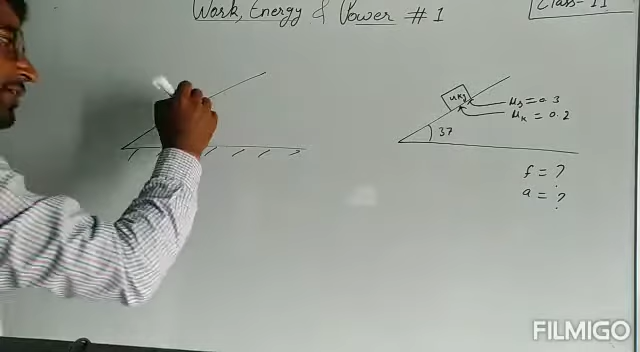 Work, Energy & Power # 1
Class-11
4kg
μs = 0.3
μk = 0.2
37
f = ?
a = ?
FILMIGO